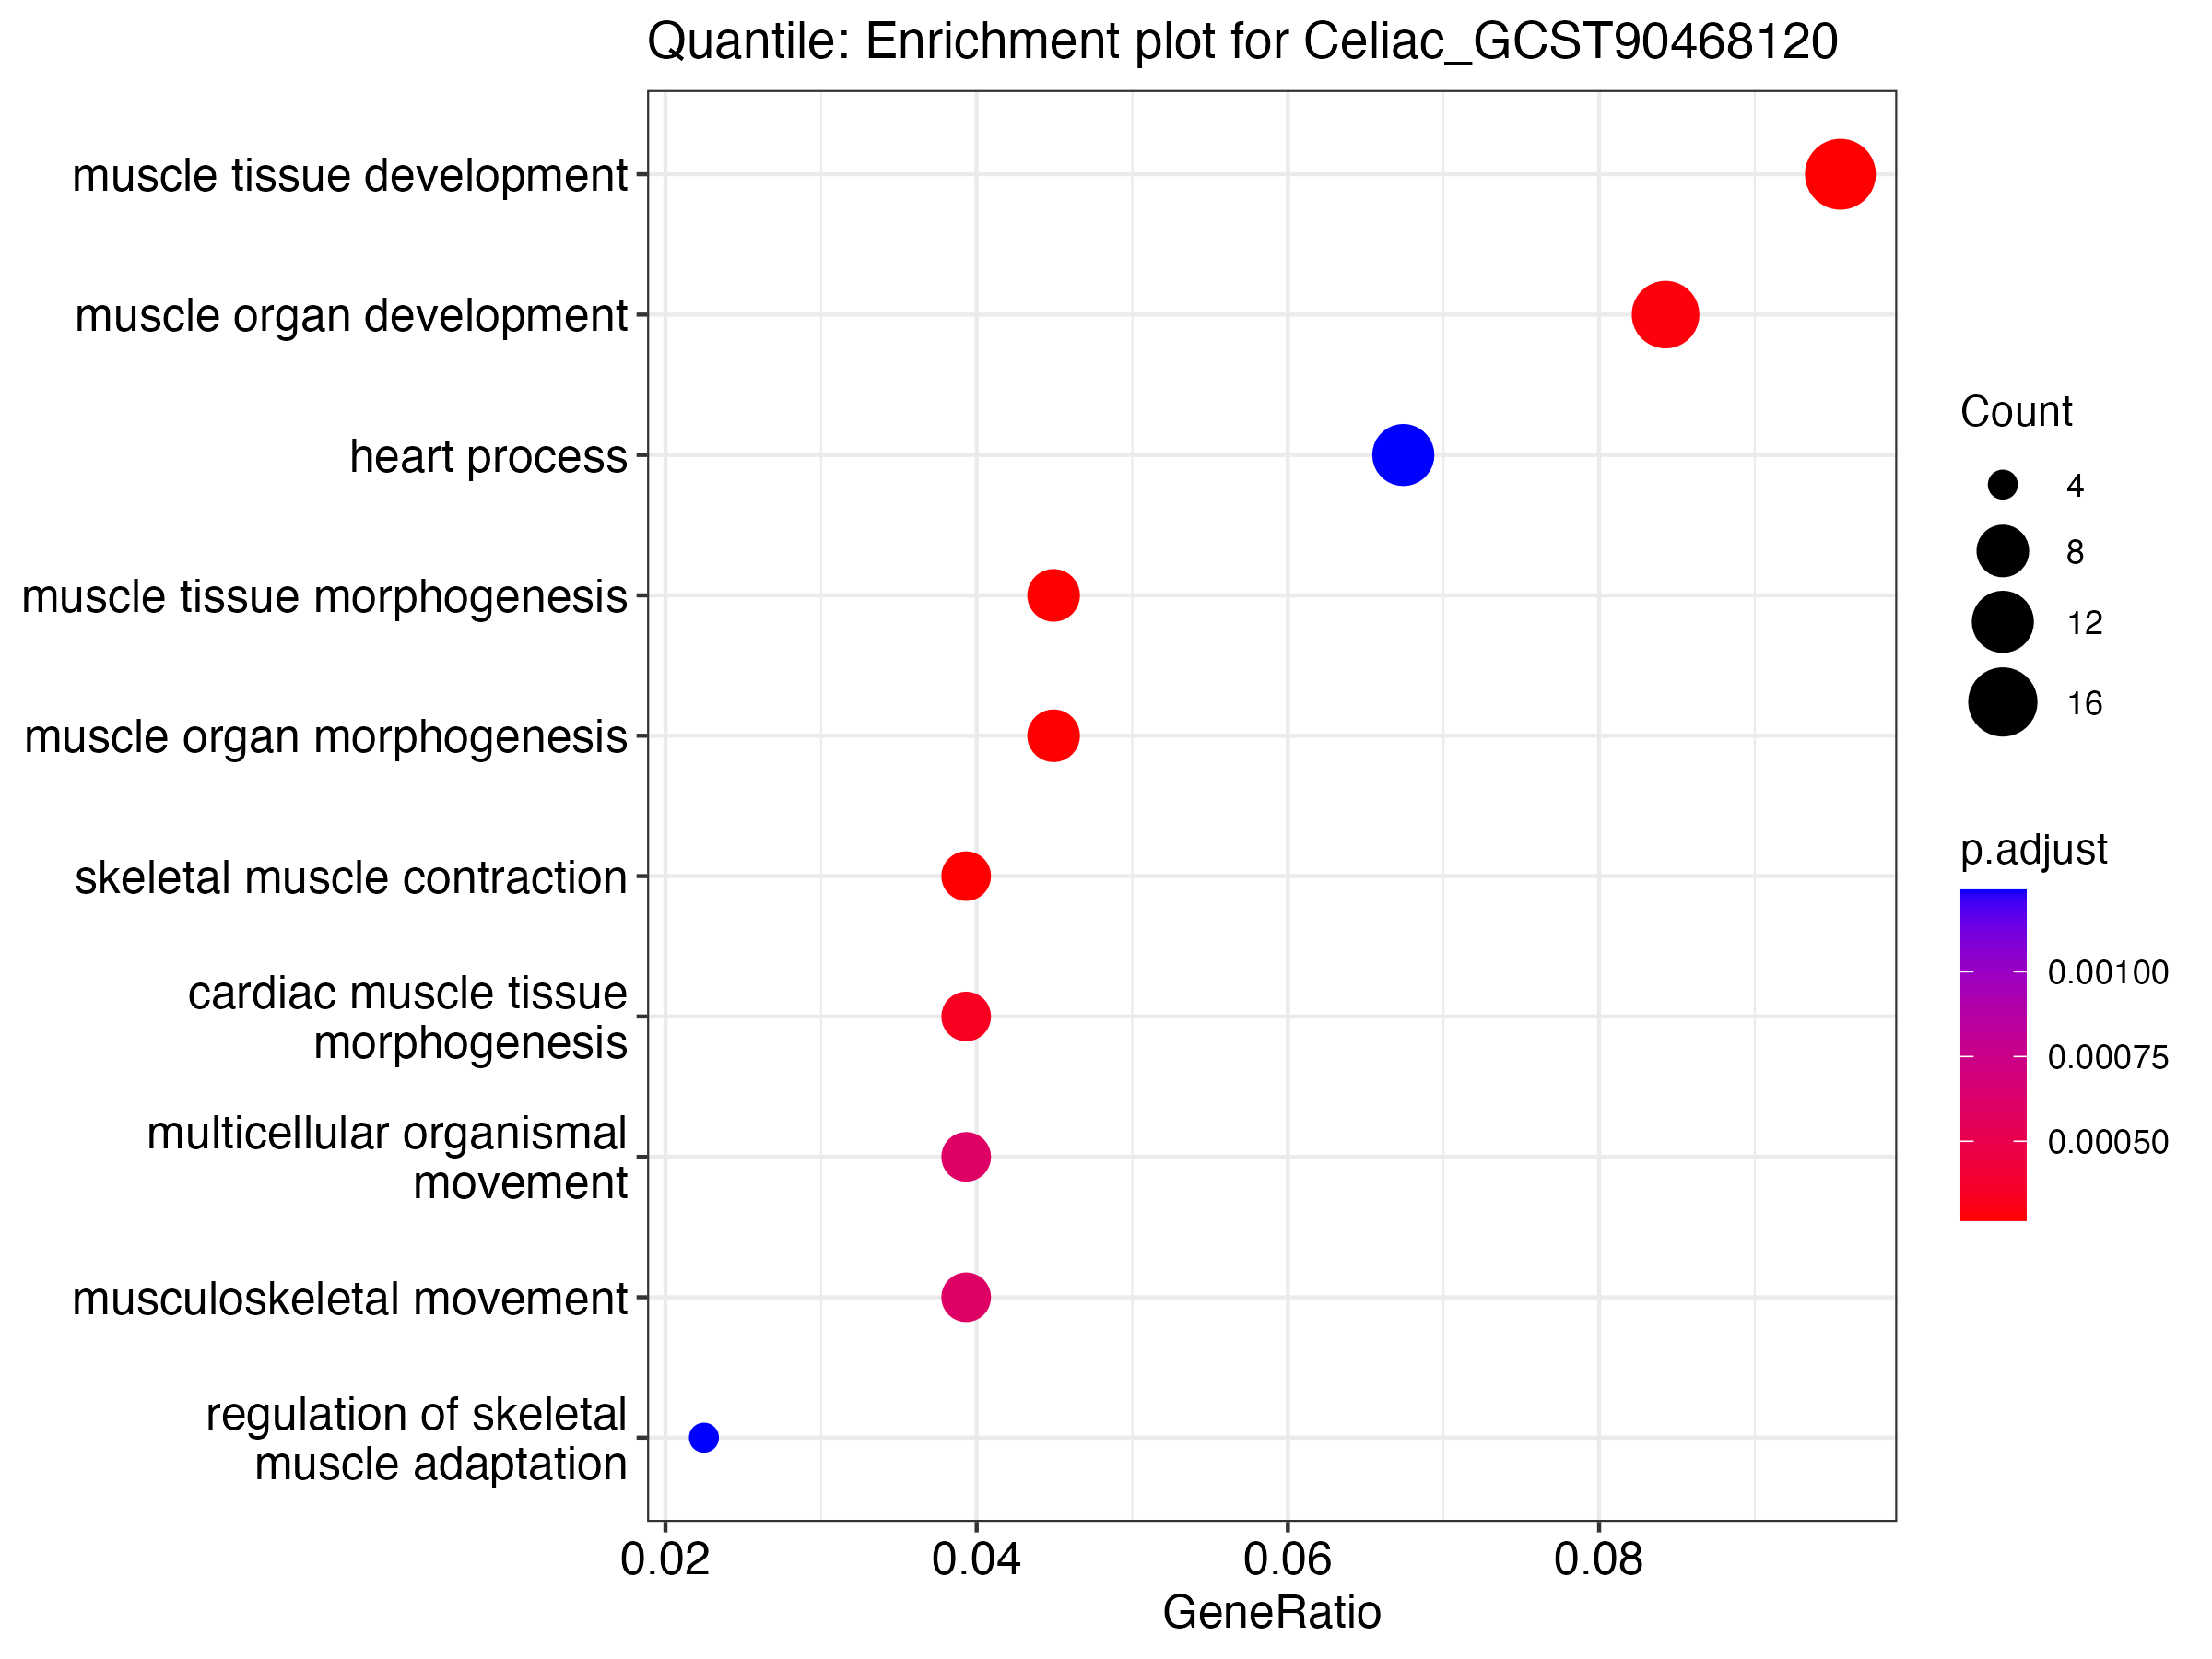 Quantile: Enrichment plot for Celiac_GCST90468120
muscle tissue development
muscle organ development
heart process
muscle tissue morphogenesis
muscle organ morphogenesis
skeletal muscle contraction
cardiac muscle tissue
morphogenesis
multicellular organismal
movement
musculoskeletal movement
regulation of skeletal
muscle adaptation
0.02 0.04 0.06 0.08
GeneRatio
Count
4
8
12
16
p.adjust
0.00100
0.00075
0.00050